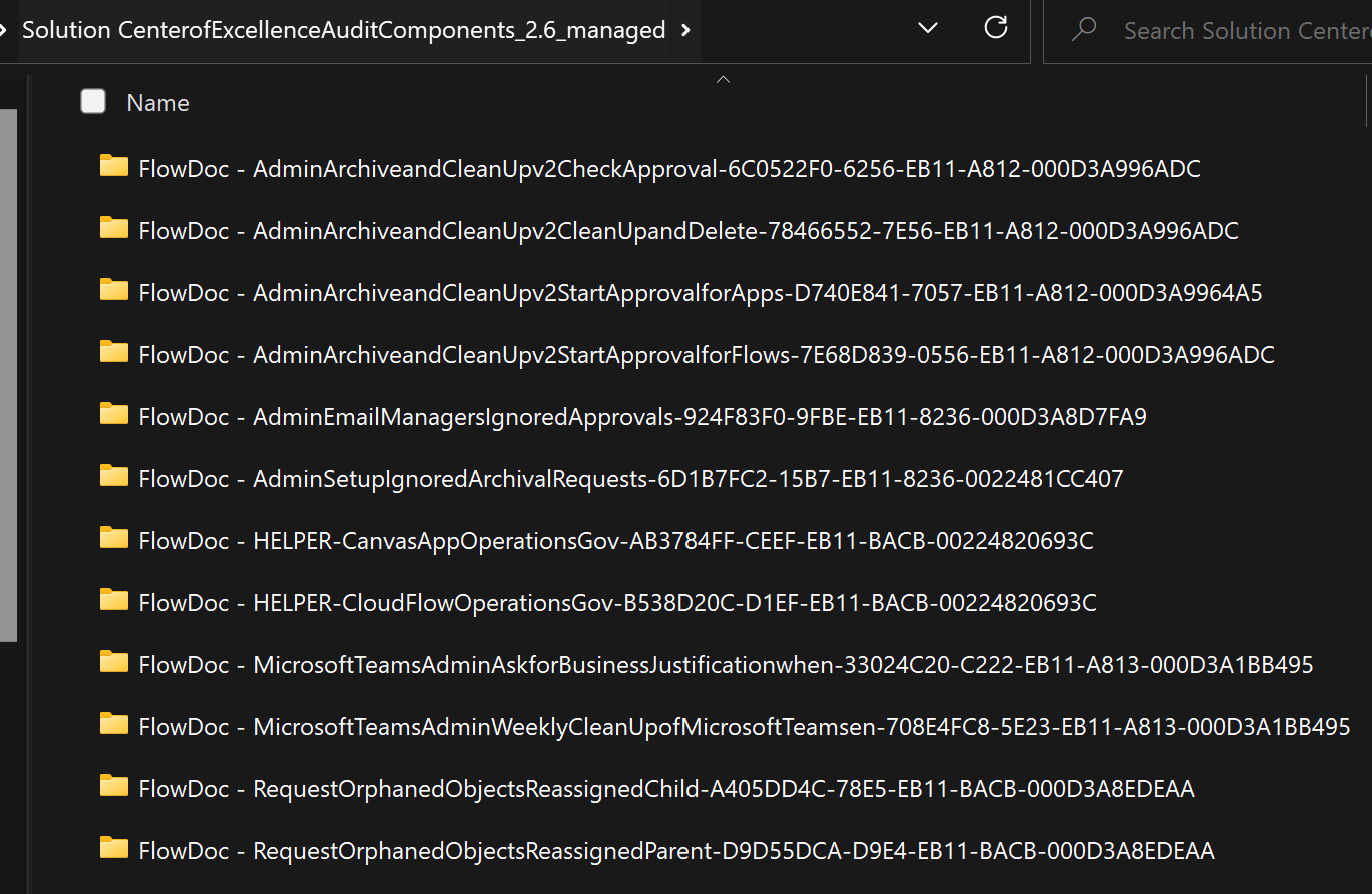 Solution CenterofExcellenceAuditComponents_2.6_managed
Search Solution Center
Name
FlowDoc - AdminArchiveandCleanUpv2CheckApproval-6C0522F0-6256-EB11-A812-000D3A996ADC
FlowDoc - AdminArchiveandCleanUpv2CleanUpandDelete-78466552-7E56-EB11-A812-000D3A996ADC
FlowDoc - AdminArchiveandCleanUpv2StartApprovalforApps-D740E841-7057-EB11-A812-000D3A9964A5
FlowDoc - AdminArchiveandCleanUpv2StartApprovalforFlows-7E68D839-0556-EB11-A812-000D3A996ADC
FlowDoc - AdminEmailManagersIgnoredApprovals-924F83F0-9FBE-EB11-8236-000D3A8D7FA9
FlowDoc - AdminSetupIgnoredArchivalRequests-6D1B7FC2-15B7-EB11-8236-0022481CC407
FlowDoc - HELPER-CanvasAppOperationsGov-AB3784FF-CEEF-EB11-BACB-00224820693C
FlowDoc - HELPER-CloudFlowOperationsGov-B538D20C-D1EF-EB11-BACB-00224820693C
FlowDoc - MicrosoftTeamsAdminAskforBusinessJustificationwhen-33024C20-C222-EB11-A813-000D3A1BB495
FlowDoc - MicrosoftTeamsAdminWeeklyCleanUpofMicrosoftTeamsen-708E4FC8-5E23-EB11-A813-000D3A1BB495
FlowDoc - RequestOrphanedObjectsReassignedChild-A405DD4C-78E5-EB11-BACB-000D3A8EDEAA
FlowDoc - RequestOrphanedObjectsReassignedParent-D9D55DCA-D9E4-EB11-BACB-000D3A8EDEAA